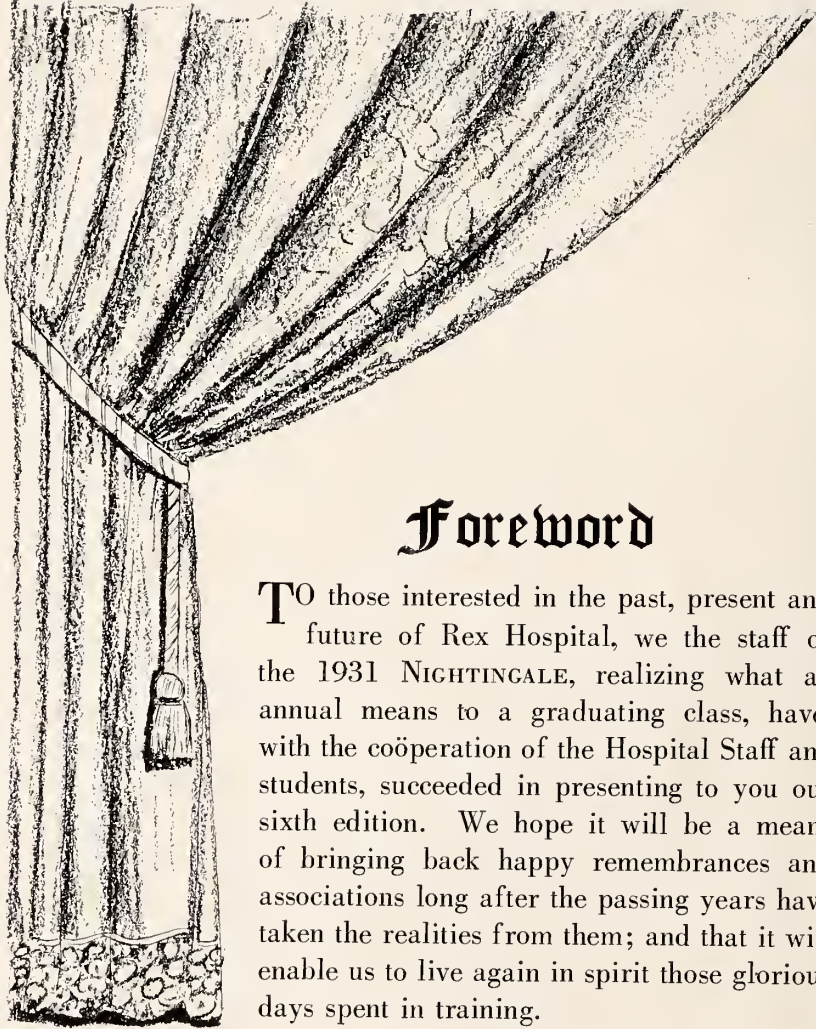 Foreword
TO those interested in the past, present an
future of Rex Hospital, we the staff o
the 1931 NIGHTINGALE, realizing what a
annual means to a graduating class, have
with the coöperation of the Hospital Staff an
students, succeeded in presenting to you ou
sixth edition. We hope it will be a mean
of bringing back happy remembrances an
associations long after the passing years hav
taken the realities from them; and that it wi
enable us to live again in spirit those gloriou
days spent in training.